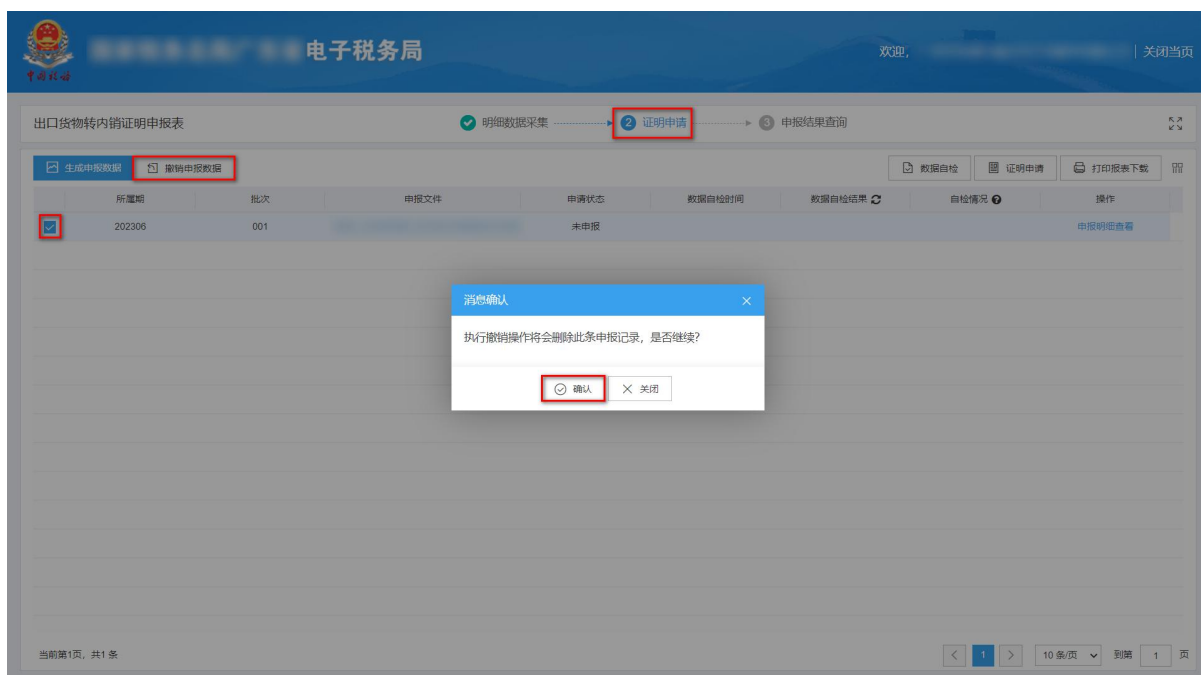 电子税务局
欢迎,
| 关闭当页
中国税务
出口货物转内销证明申报表
明细数据采集
2 证明申请
3 申报结果查询
生成申报数据
撤销申报数据
数据自检
证明申请
打印报表下载
所属期 批次 申报文件 申请状态 数据自检时间 数据自检结果 自检情况 操作
202306 001 未申报 申报明细查看
消息确认
执行撤销操作将会删除此条申报记录，是否继续？
确认
关闭
当前第1页, 共1 条
1
10 条/页
到第 1 页